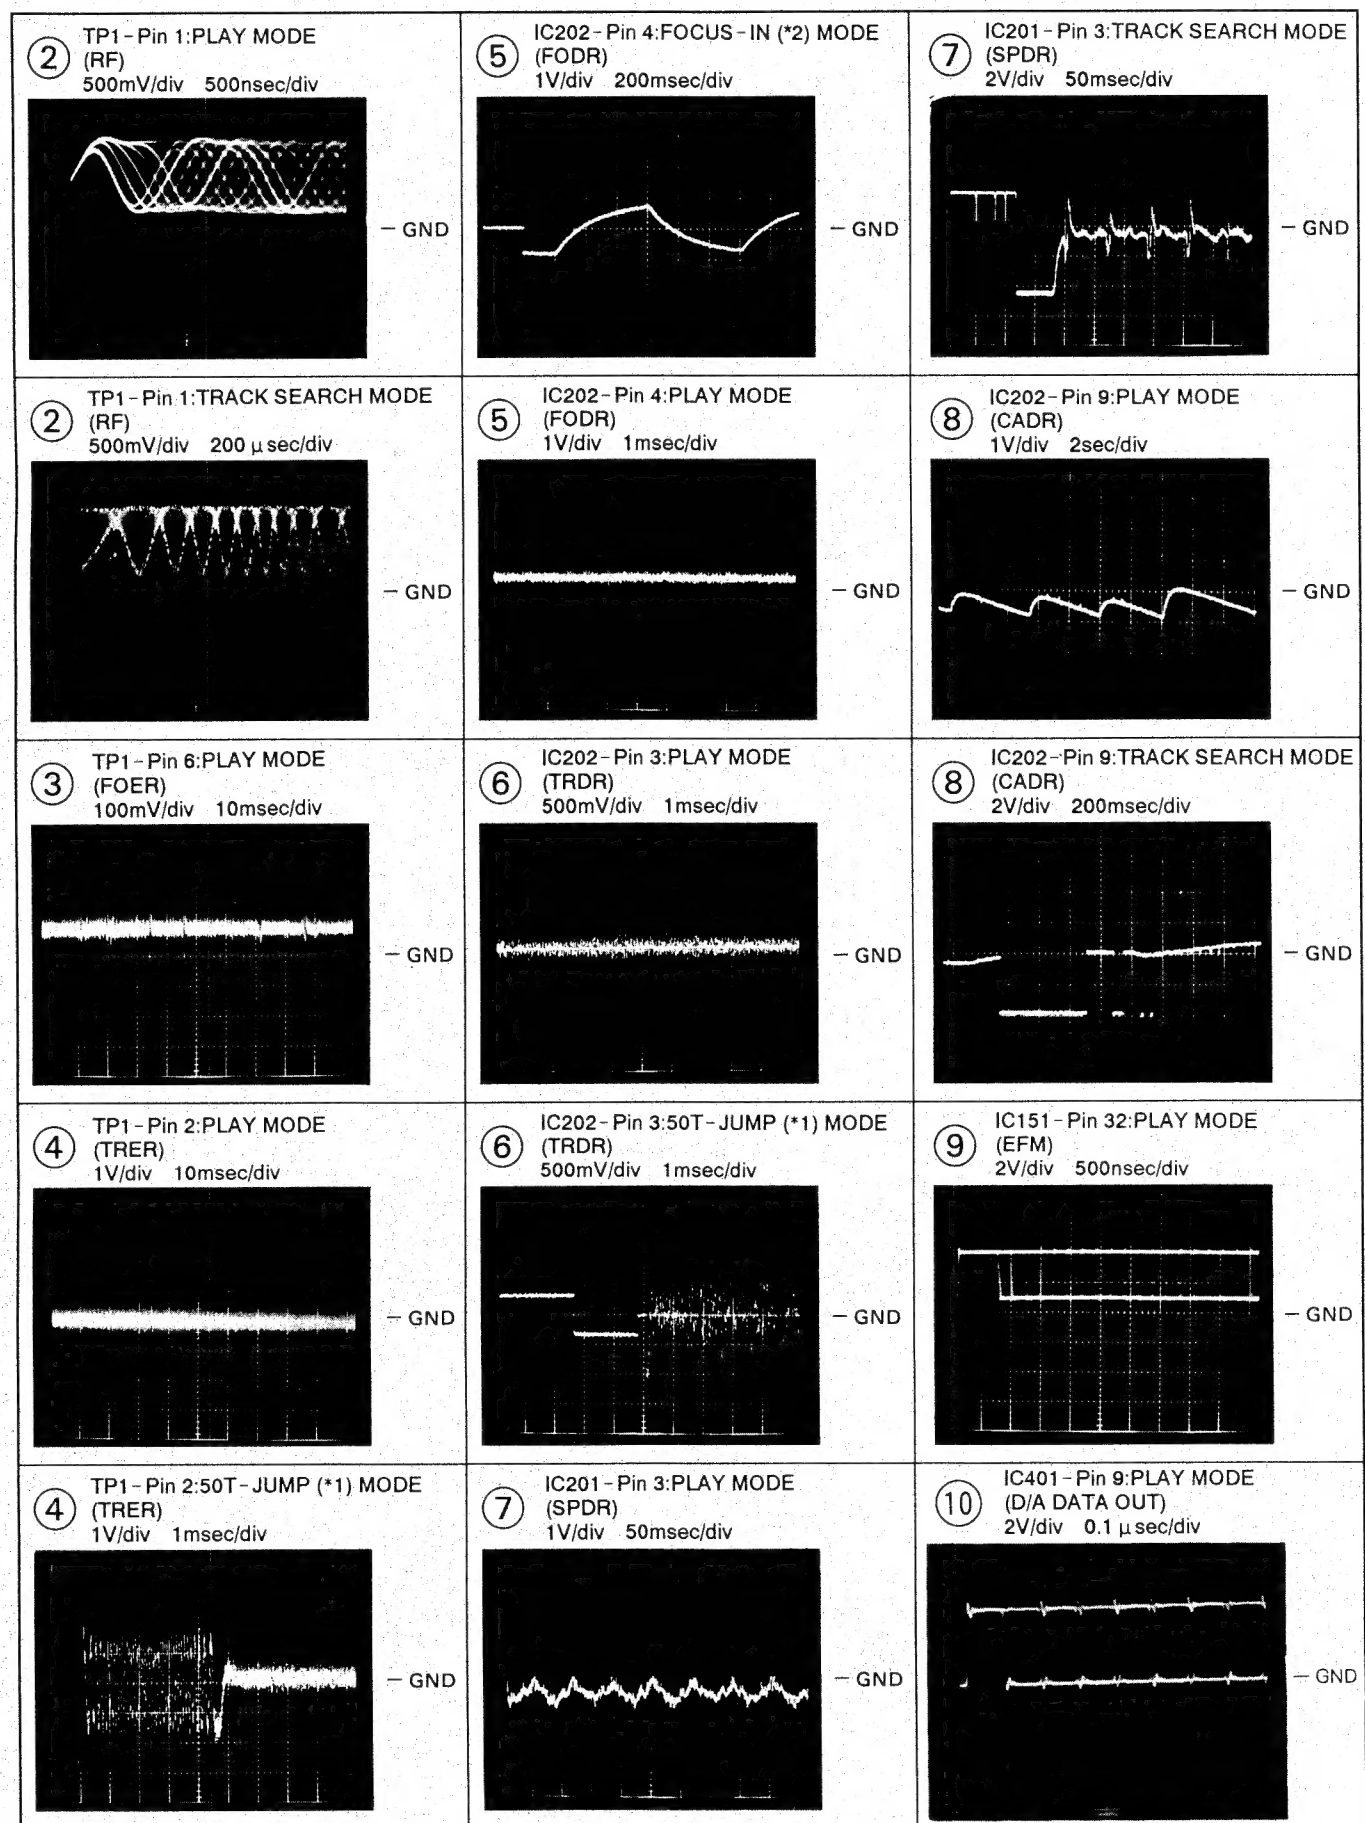 ② TP1-Pin 1:PLAY MODE
(RF)
500mV/div 500nsec/div
— GND
⑤ IC202-Pin 4:FOCUS-IN (*2) MODE
(FODR)
1V/div 200msec/div
— GND
⑦ IC201-Pin 3:TRACK SEARCH MODE
(SPDR)
2V/div 50msec/div
— GND
② TP1-Pin 1:TRACK SEARCH MODE
(RF)
500mV/div 200 μsec/div
— GND
⑤ IC202-Pin 4:PLAY MODE
(FODR)
1V/div 1msec/div
— GND
⑧ IC202-Pin 9:PLAY MODE
(CADR)
1V/div 2sec/div
— GND
③ TP1-Pin 6:PLAY MODE
(FOER)
100mV/div 10msec/div
— GND
⑥ IC202-Pin 3:PLAY MODE
(TRDR)
500mV/div 1msec/div
— GND
⑧ IC202-Pin 9:TRACK SEARCH MODE
(CADR)
2V/div 200msec/div
— GND
④ TP1-Pin 2:PLAY MODE
(TRER)
1V/div 10msec/div
— GND
⑥ IC202-Pin 3:50T-JUMP (*1) MODE
(TRDR)
500mV/div 1msec/div
— GND
⑨ IC151-Pin 32:PLAY MODE
(EFM)
2V/div 500nsec/div
— GND
④ TP1-Pin 2:50T-JUMP (*1) MODE
(TRER)
1V/div 1msec/div
— GND
⑦ IC201-Pin 3:PLAY MODE
(SPDR)
1V/div 50msec/div
— GND
⑩ IC401-Pin 9:PLAY MODE
(D/A DATA OUT)
2V/div 0.1 μsec/div
— GND